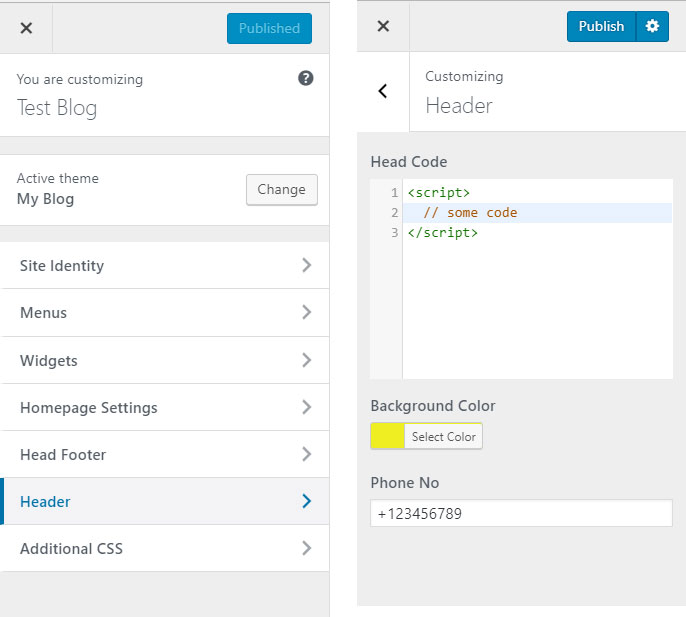 Published
You are customizing
Test Blog
Active theme
My Blog
Change
Site Identity
Menus
Widgets
Homepage Settings
Head Footer
Header
Additional CSS
Publish
Customizing
Header
Head Code
1 <script>
2 // some code
3 </script>
Background Color
Select Color
Phone No
+123456789